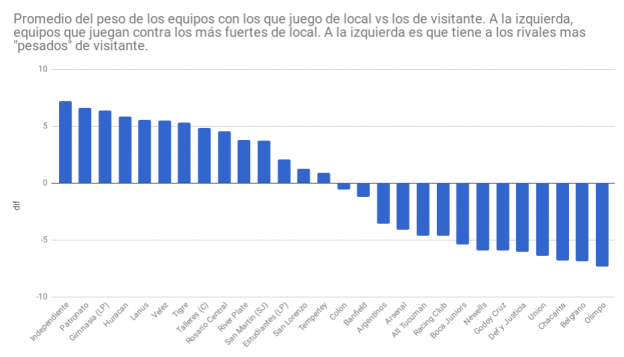 Promedio del peso de los equipos con los que juego de local vs los de visitante. A la izquierda,
equipos que juegan contra los más fuertes de local. A la izquierda es que tiene a los rivales mas
"pesados" de visitante.
10
5
0
-5
-10
dif
Independiente
Patronato
Gimnasia (LP)
Huracan
Lanus
Velez
Tigre
Talleres (C)
Rosario Central
River Plate
San Martin (SJ)
Estudiantes (LP)
San Lorenzo
Temperley
Colon
Banfield
Argentinos
Arsenal
Atl Tucuman
Racing Club
Boca Juniors
Newells
Godoy Cruz
Def y Justicia
Union
Chacarita
Belgrano
Olimpo